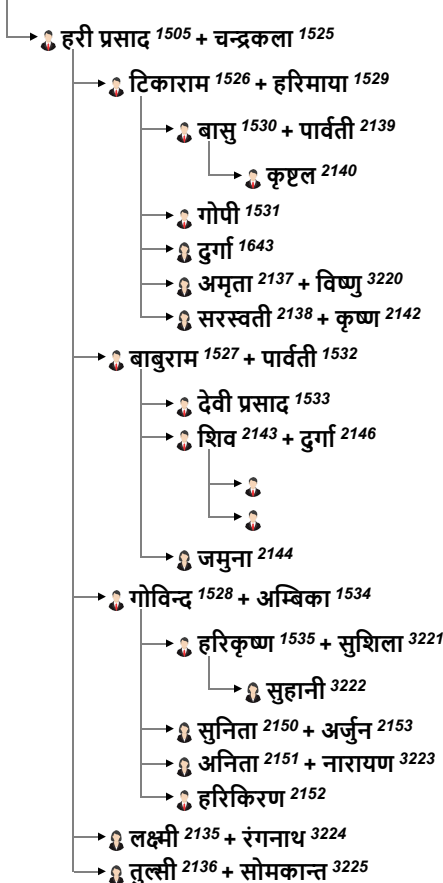 हरी प्रसाद 1505 + चन्द्रकला 1525
टिकाराम 1526 + हरिमाया 1529
बासु 1530 + पार्वती 2139
कृष्टल 2140
गोपी 1531
दुर्गा 1643
अमृता 2137 + विष्णु 3220
सरस्वती 2138 + कृष्ण 2142
बाबुराम 1527 + पार्वती 1532
देवी प्रसाद 1533
शिव 2143 + दुर्गा 2146
जमुना 2144
गोविन्द 1528 + अम्बिका 1534
हरिकृष्ण 1535 + सुशिला 3221
सुहानी 3222
सुनिता 2150 + अर्जुन 2153
अनिता 2151 + नारायण 3223
हरिकिरण 2152
लक्ष्मी 2135 + रंगनाथ 3224
तुल्सी 2136 + सोमकान्त 3225